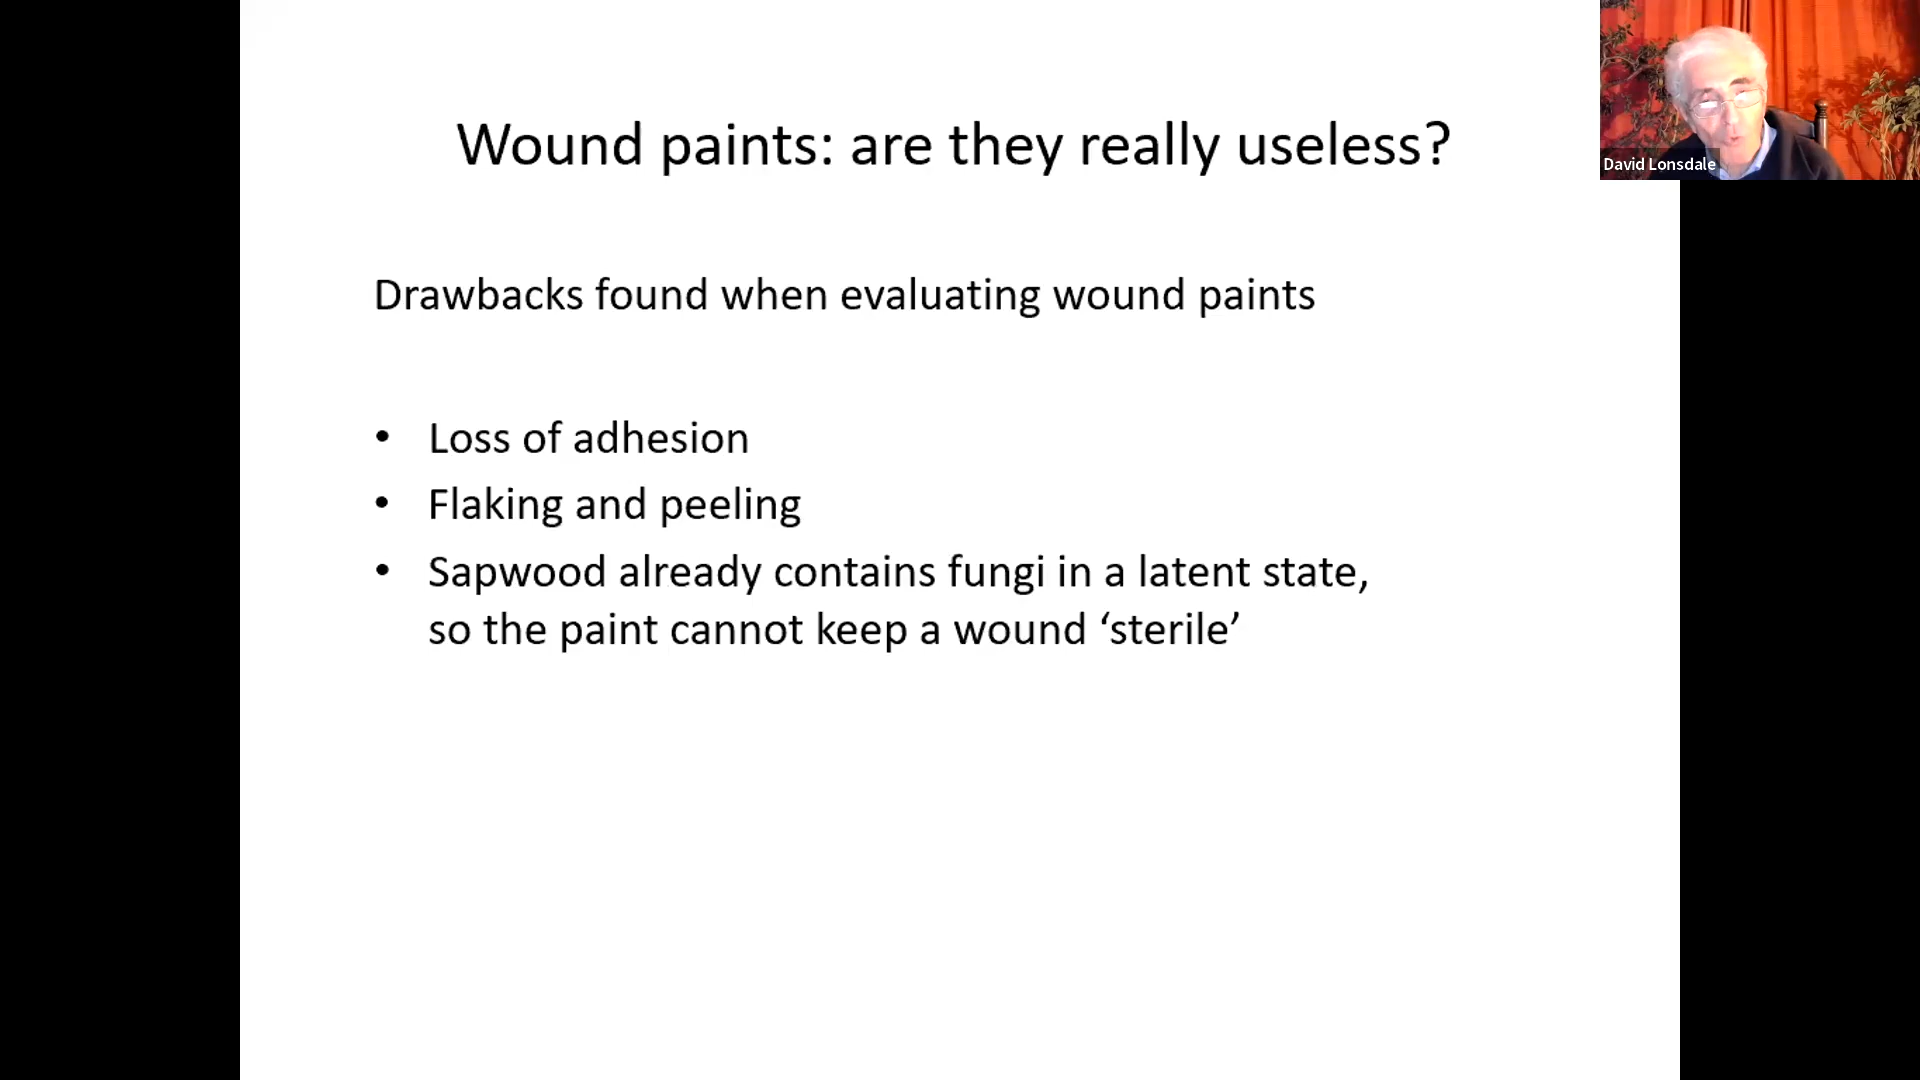 Wound paints: are they really useless?
David Lonsdale
Drawbacks found when evaluating wound paints
• Loss of adhesion
• Flaking and peeling
• Sapwood already contains fungi in a latent state,
so the paint cannot keep a wound ‘sterile’